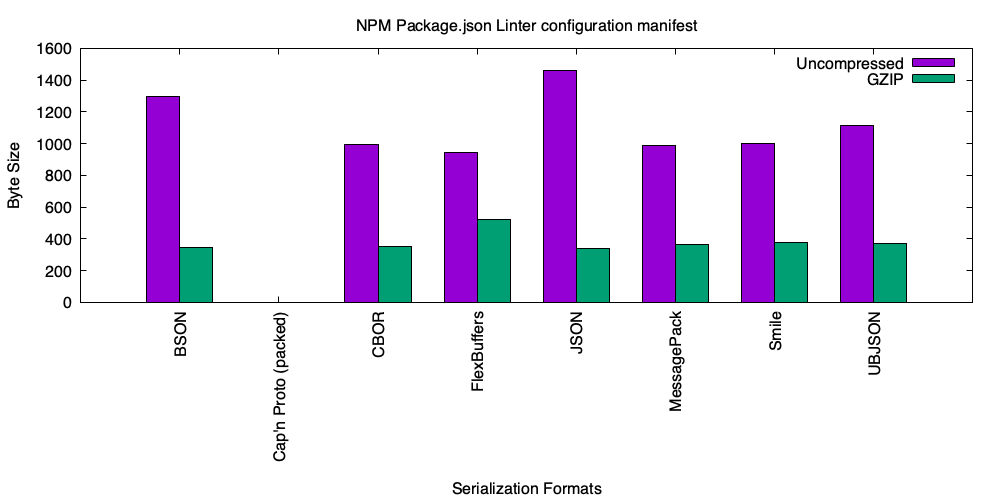 NPM Package.json Linter configuration manifest
1600
1400
1200
1000
800
600
400
200
0
Byte Size
Uncompressed
GZIP
BSON
Cap'n Proto (packed)
CBOR
FlexBuffers
JSON
MessagePack
Smile
UBJSON
Serialization Formats